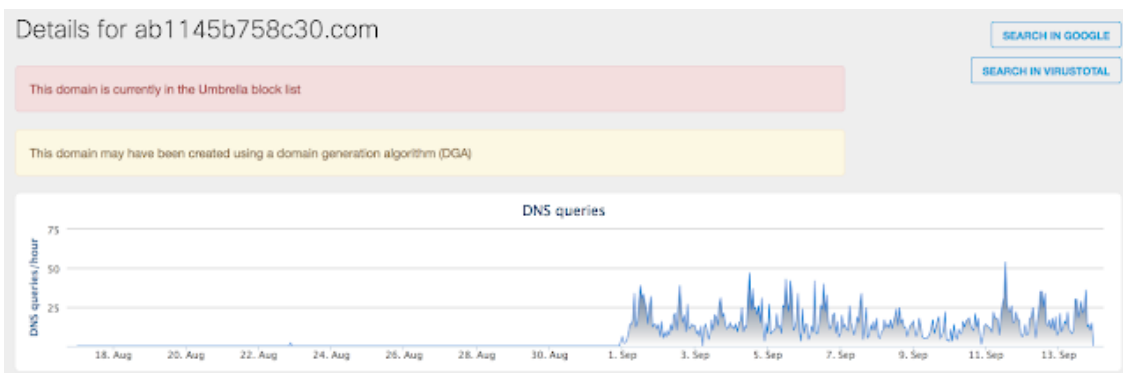 Details for ab1145b758c30.com
SEARCH IN GOOGLE
SEARCH IN VIRUSTOTAL
This domain is currently in the Umbrella block list
This domain may have been created using a domain generation algorithm (DGA)
DNS queries
DNS queries/hour
75
50
25
18. Aug 20. Aug 22. Aug 24. Aug 26. Aug 28. Aug 30. Aug 1. Sep 3. Sep 5. Sep 7. Sep 9. Sep 11. Sep 13. Sep